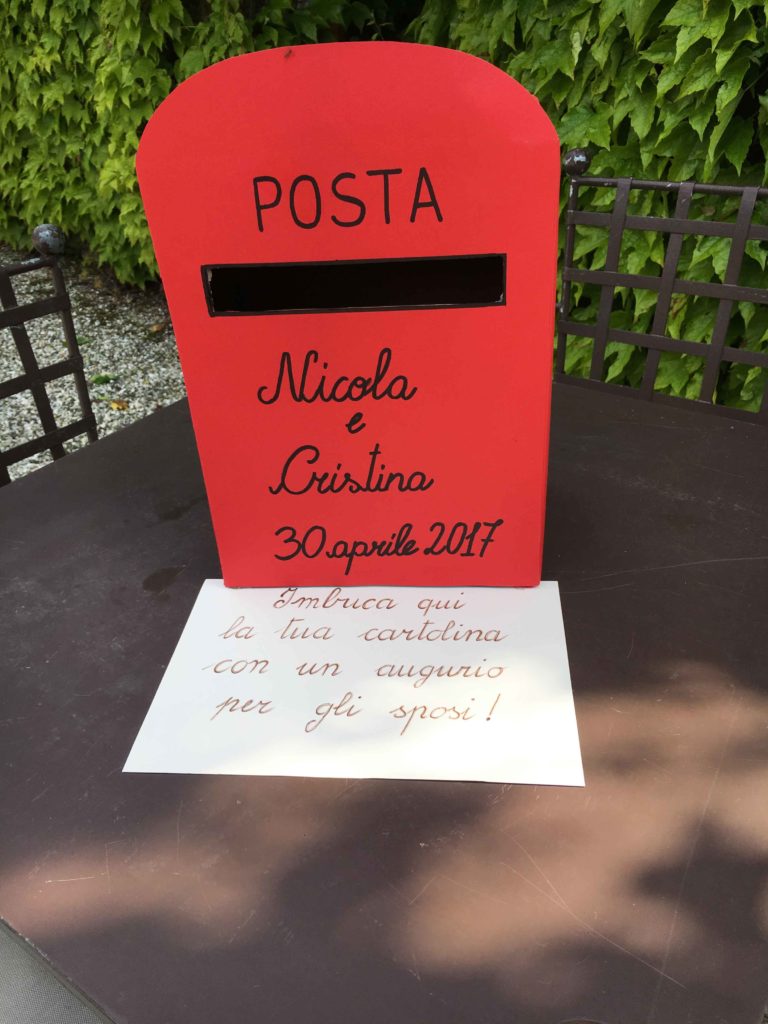 POSTA
Nicola
e
Cristina
30 aprile 2017
Imbuca qui
la tua cartolina
con un augurio
per gli sposi!